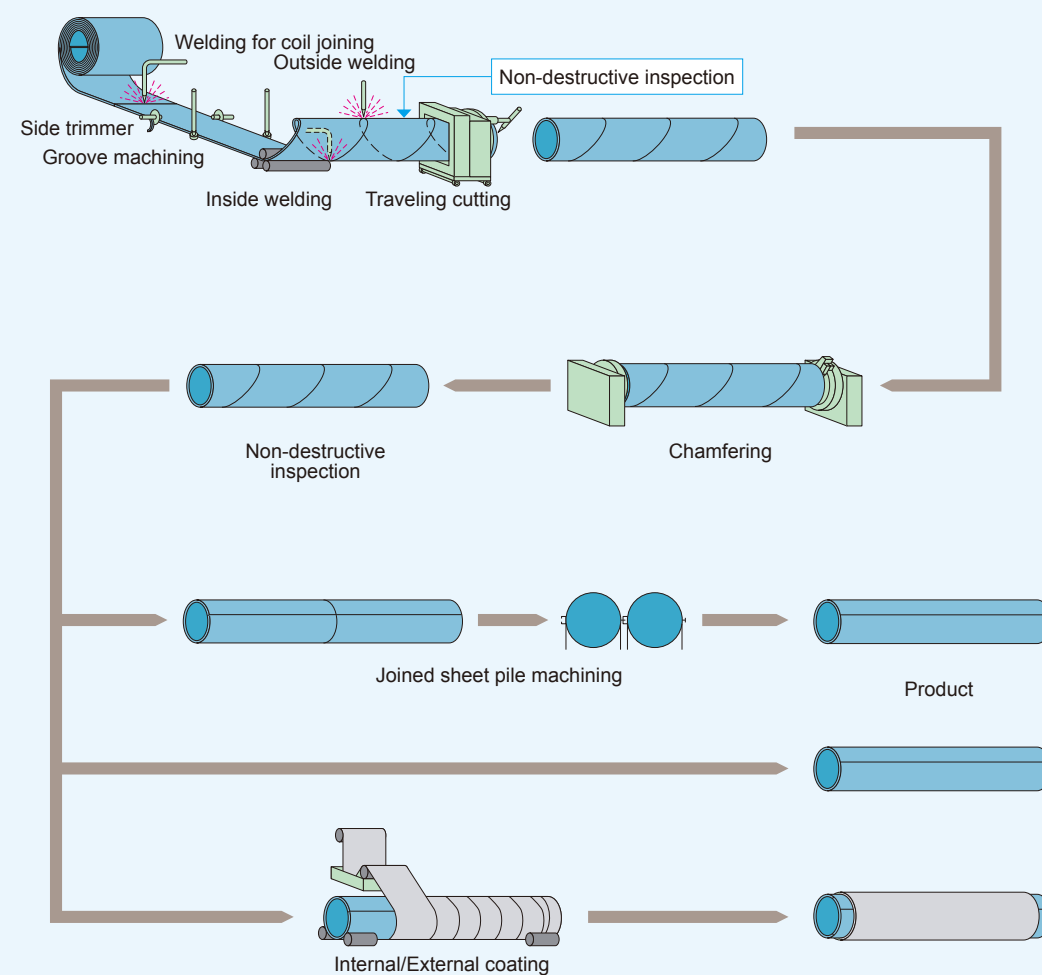 Welding for coil joining
Outside welding
Non-destructive inspection
Side trimmer
Groove machining
Inside welding
Traveling cutting
Non-destructive
inspection
Chamfering
Joined sheet pile machining
Product
Internal/External coating